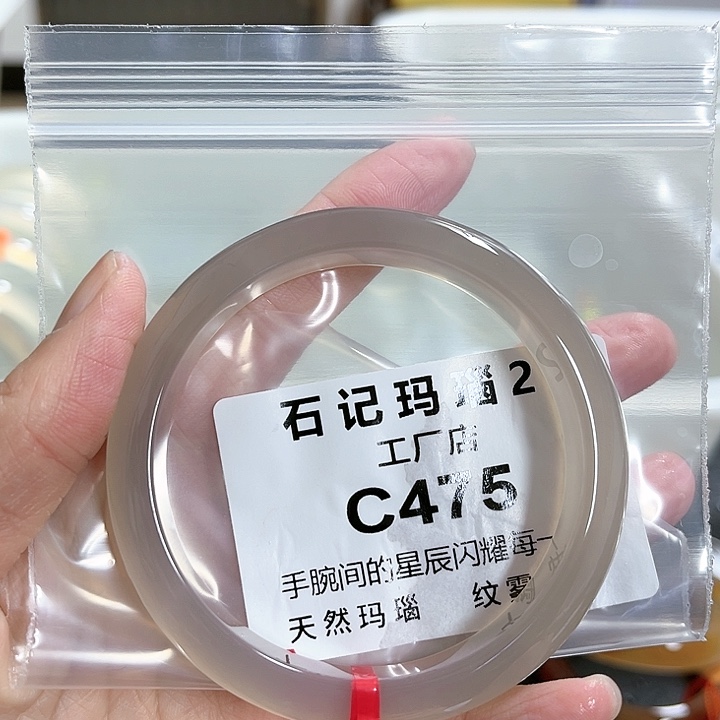 石记玛瑙2
工厂店
C475
手腕间的星辰闪耀每一
天然玛瑙 纹雾